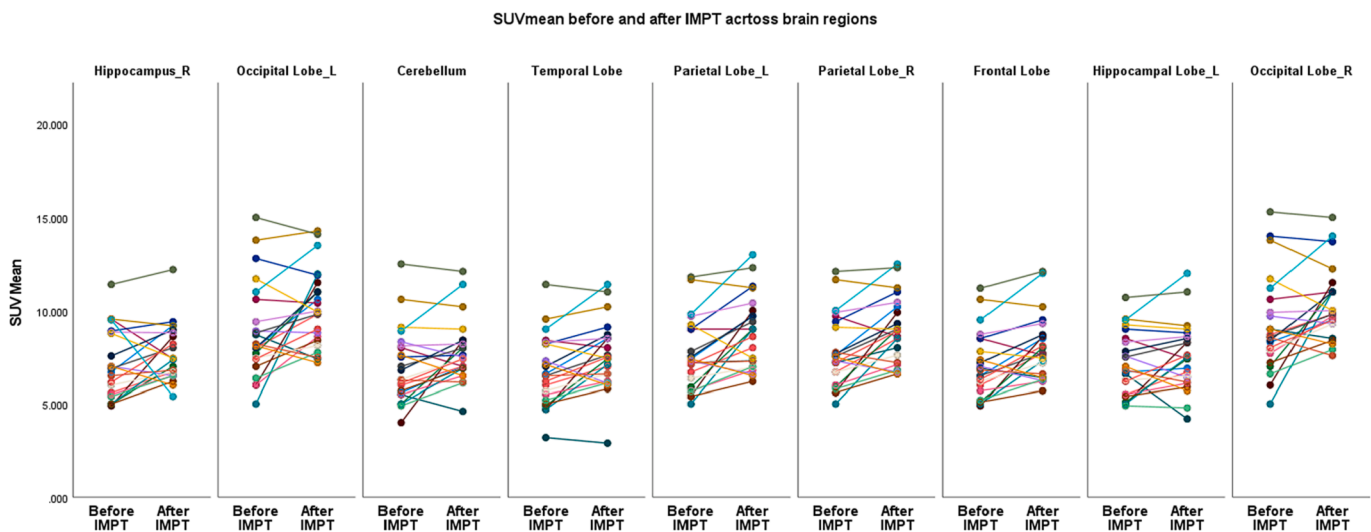 SUVmean before and after IMPT acrtoss brain regions
Hippocampus_R Occipital Lobe_L Cerebellum Temporal Lobe Parietal Lobe_L Parietal Lobe_R Frontal Lobe Hippocampal Lobe_L Occipital Lobe_R
20.000
15.000
10.000
5.000
.000
SUV Mean
Before After Before After Before After Before After Before After Before After Before After Before After Before After
IMPT IMPT IMPT IMPT IMPT IMPT IMPT IMPT IMPT IMPT IMPT IMPT IMPT IMPT IMPT IMPT IMPT IMPT